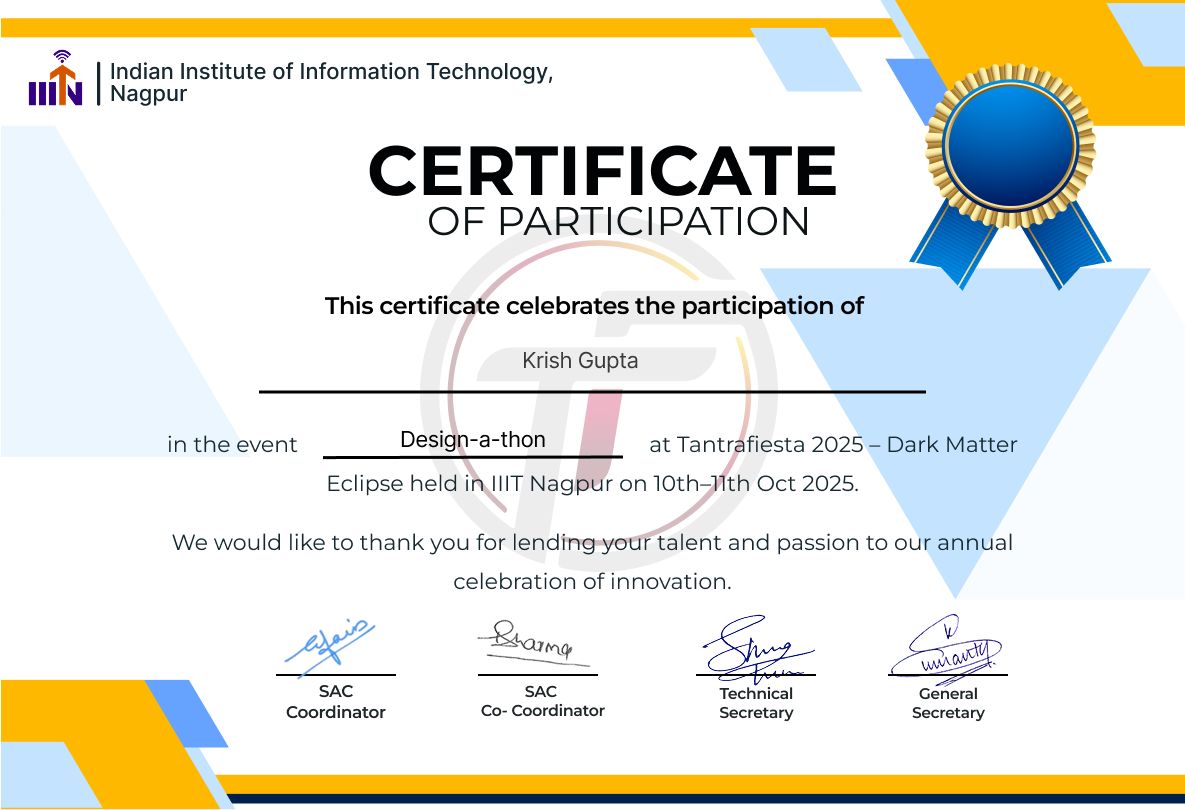 IIITN
Indian Institute of Information Technology,
Nagpur
CERTIFICATE
OF PARTICIPATION
This certificate celebrates the participation of
Krish Gupta
in the event Design-a-thon at Tantrafiesta 2025 – Dark Matter
Eclipse held in IIIT Nagpur on 10th–11th Oct 2025.
We would like to thank you for lending your talent and passion to our annual
celebration of innovation.
Sharma
SAC
Coordinator
SAC
Co- Coordinator
Technical
Secretary
General
Secretary